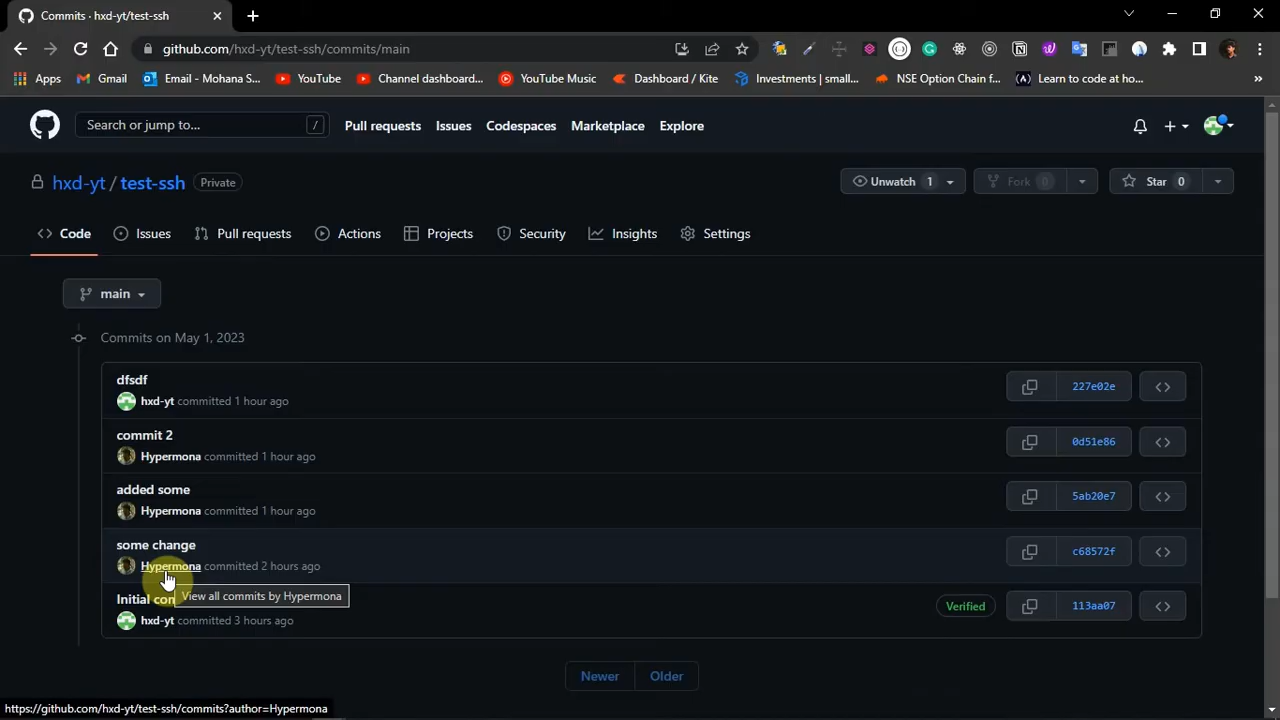 Commits · hxd-yt/test-ssh
github.com/hxd-yt/test-ssh/commits/main
Apps Gmail Email - Mohana S... YouTube Channel dashboard... YouTube Music Dashboard / Kite Investments | small... NSE Option Chain f... Learn to code at ho... »
Search or jump to... / Pull requests Issues Codespaces Marketplace Explore
hxd-yt / test-ssh Private Unwatch 1 Fork 0 Star 0
Code Issues Pull requests Actions Projects Security Insights Settings
main
Commits on May 1, 2023
dfsdf
hxd-yt committed 1 hour ago 227e02e
commit 2
Hypermona committed 1 hour ago 0d51e86
added some
Hypermona committed 1 hour ago 5ab20e7
some change
Hypermona committed 2 hours ago c68572f
View all commits by Hypermona
Initial con
hxd-yt committed 3 hours ago Verified 113aa07
Newer Older
https://github.com/hxd-yt/test-ssh/commits?author=Hypermona